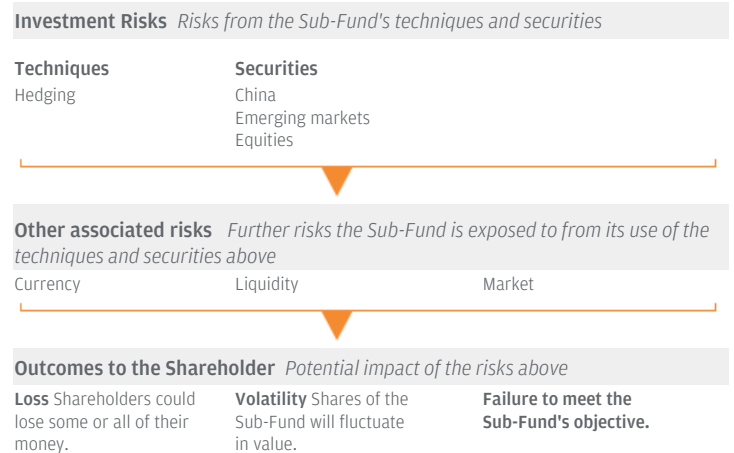 Investment Risks Risks from the Sub-Fund's techniques and securities
Techniques Securities
Hedging China
Emerging markets
Equities
Other associated risks Further risks the Sub-Fund is exposed to from its use of the
techniques and securities above
Currency Liquidity Market
Outcomes to the Shareholder Potential impact of the risks above
Loss Shareholders could Volatility Shares of the Failure to meet the
lose some or all of their Sub-Fund will fluctuate Sub-Fund's objective.
money. in value.